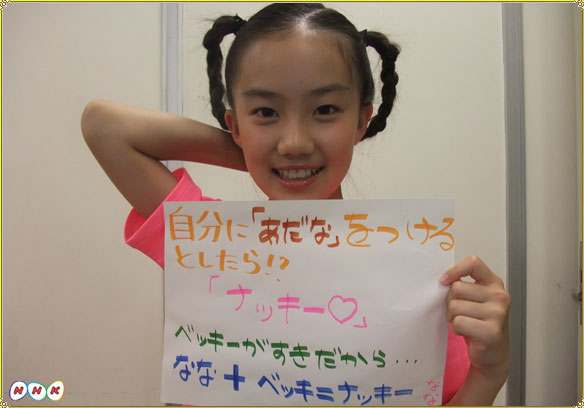 自分に「あだな」をつける
としたら!?
「ナッキー♡」
ベッキーがすきだから…
なな+ベッキ=ナッキー
なな
NHK